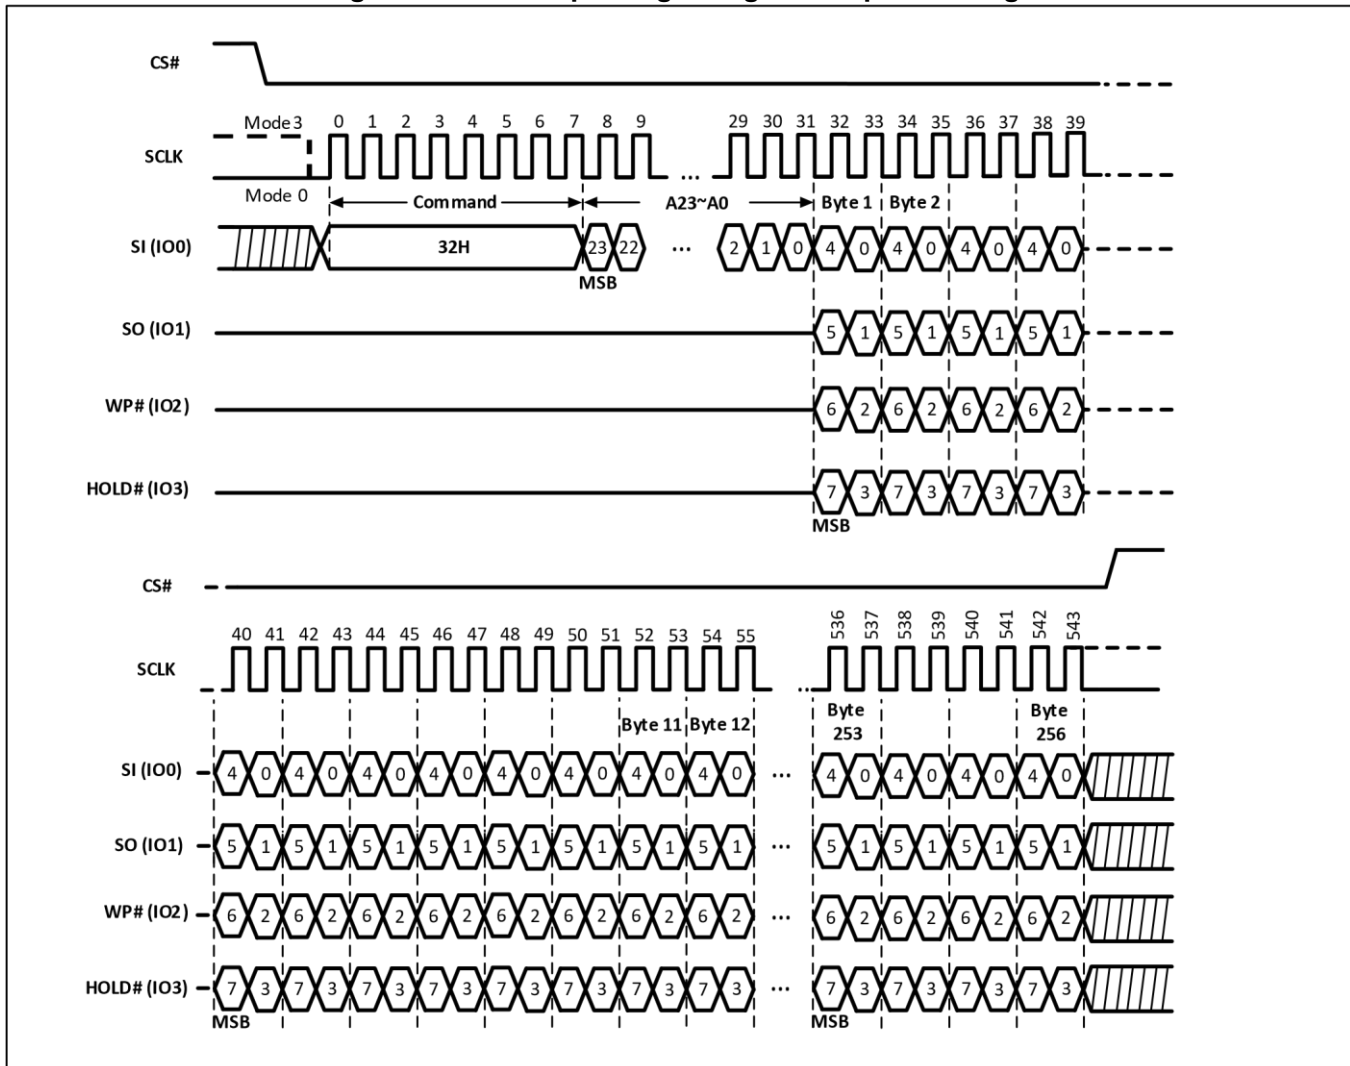 CS#
Mode3
0 1 2 3 4 5 6 7 8 9 29 30 31 32 33 34 35 36 37 38 39
SCLK
...
Mode 0
Command
A23~A0
Byte 1
Byte 2
SI (IO0)
32H
23 22 ... 2 1 0 4 0 4 0 4 0 4 0
MSB
SO (IO1)
5 1 5 1 5 1 5 1
WP# (IO2)
6 2 6 2 6 2 6 2
HOLD# (IO3)
7 3 7 3 7 3 7 3
MSB
CS#
40 41 42 43 44 45 46 47 48 49 50 51 52 53 54 55 536 537 538 539 540 541 542 543
SCLK
Byte 11 Byte 12
Byte
253
Byte
256
SI (IO0)
4 0 4 0 4 0 4 0 4 0 4 0 4 0 4 0 ... 4 0 4 0 4 0 4 0
SO (IO1)
5 1 5 1 5 1 5 1 5 1 5 1 5 1 5 1 ... 5 1 5 1 5 1 5 1
WP# (IO2)
6 2 6 2 6 2 6 2 6 2 6 2 6 2 6 2 ... 6 2 6 2 6 2 6 2
HOLD# (IO3)
7 3 7 3 7 3 7 3 7 3 7 3 7 3 7 3 ... 7 3 7 3 7 3 7 3
MSB
MSB